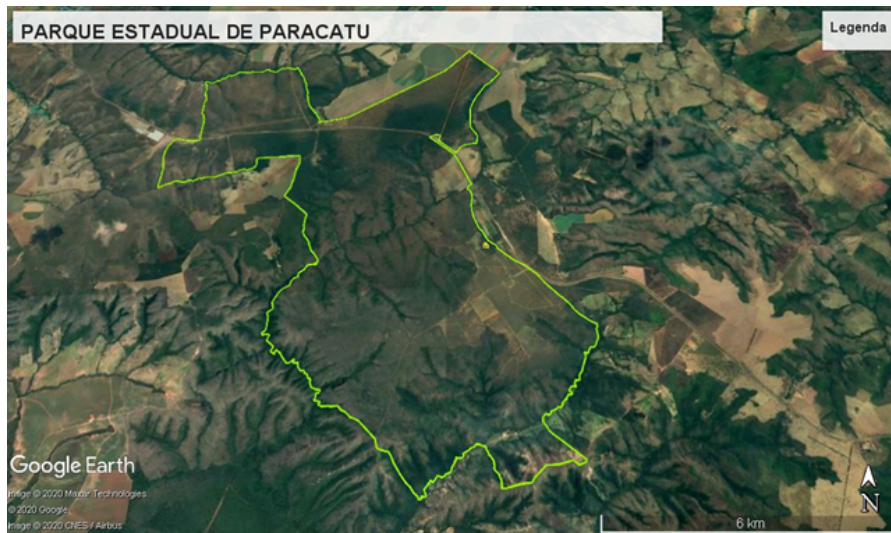 PARQUE ESTADUAL DE PARACATU
Legenda
Google Earth
Image © 2020 Maxar Technologies
© 2020 Google
Image © 2020 CNES / Airbus
N
6 km